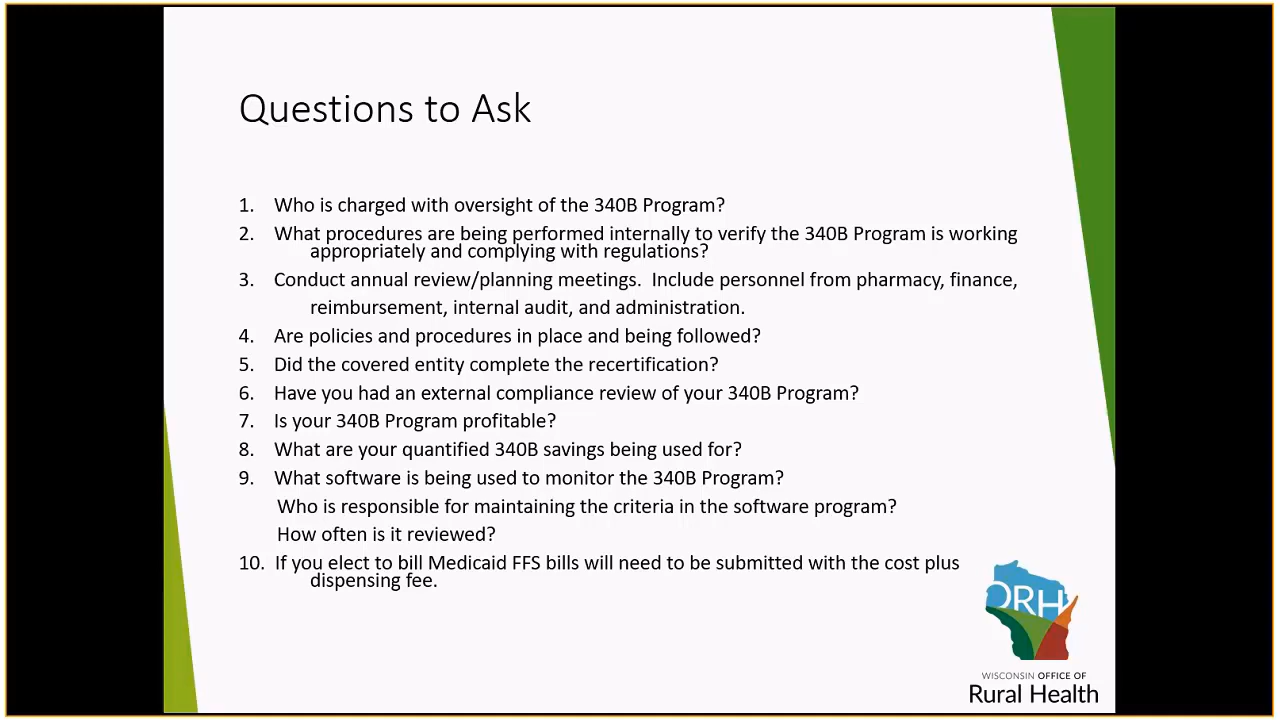 Questions to Ask
1. Who is charged with oversight of the 340B Program?
2. What procedures are being performed internally to verify the 340B Program is working
appropriately and complying with regulations?
3. Conduct annual review/planning meetings.  Include personnel from pharmacy, finance,
reimbursement, internal audit, and administration.
4. Are policies and procedures in place and being followed?
5. Did the covered entity complete the recertification?
6. Have you had an external compliance review of your 340B Program?
7. Is your 340B Program profitable?
8. What are your quantified 340B savings being used for?
9. What software is being used to monitor the 340B Program?
Who is responsible for maintaining the criteria in the software program?
How often is it reviewed?
10. If you elect to bill Medicaid FFS bills will need to be submitted with the cost plus
dispensing fee.
ORH
WISCONSIN OFFICE OF
Rural Health